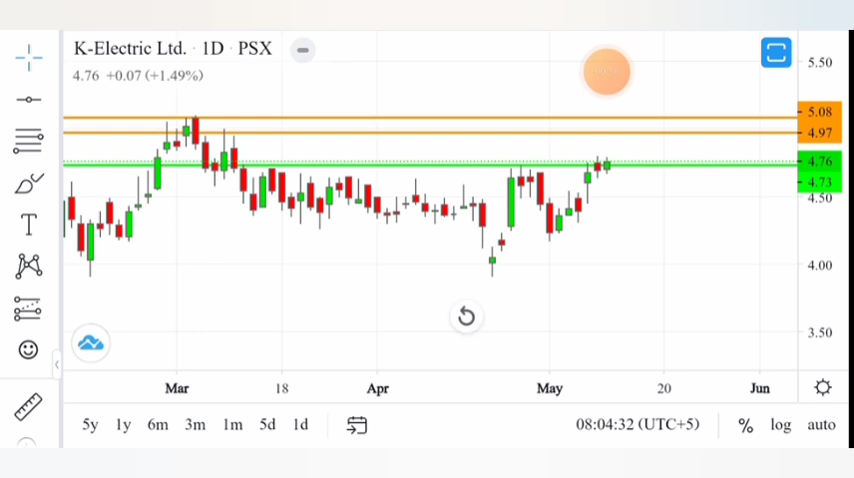 K-Electric Ltd. · 1D · PSX
4.76 +0.07 (+1.49%)
5.50
5.08
4.97
4.76
4.73
4.50
4.00
3.50
T
Mar 18 Apr May 20 Jun
5y 1y 6m 3m 1m 5d 1d 08:04:32 (UTC+5) % log auto